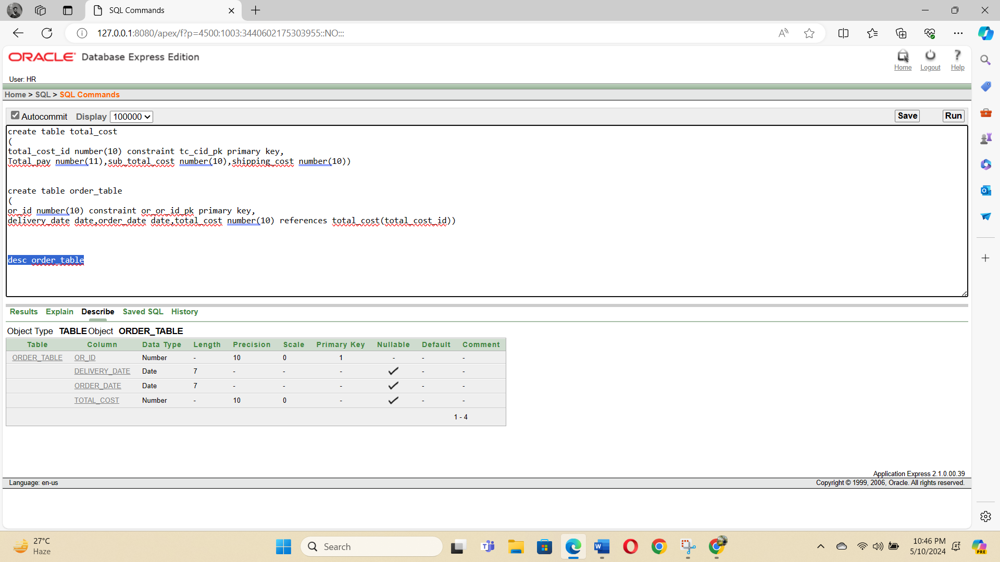 SQL Commands
127.0.0.1:8080/apex/f?p=4500:1003:3440602175303955::NO:::
ORACLE Database Express Edition
Home Logout Help
User: HR
Home > SQL > SQL Commands
Autocommit Display 100000 Save Run
create table total_cost
(
total_cost_id number(10) constraint tc_cid_pk primary key,
Total_pay number(11),sub_total_cost number(10),shipping_cost number(10))
create table order_table
(
or_id number(10) constraint or_or_id_pk primary key,
delivery_date date,order_date date,total_cost number(10) references total_cost(total_cost_id))
desc order_table
Results Explain Describe Saved SQL History
Object Type TABLE Object ORDER_TABLE
Table Column Data Type Length Precision Scale Primary Key Nullable Default Comment
ORDER_TABLE OR_ID Number - 10 0 1 - - -
DELIVERY_DATE Date 7 - - - ✓ - -
ORDER_DATE Date 7 - - - ✓ - -
TOTAL_COST Number - 10 0 - ✓ - -
1 - 4
Application Express 2.1.0.00.39
Language: en-us Copyright © 1999, 2006, Oracle. All rights reserved.
27°C
Haze
Search
10:46 PM
5/10/2024
PRE